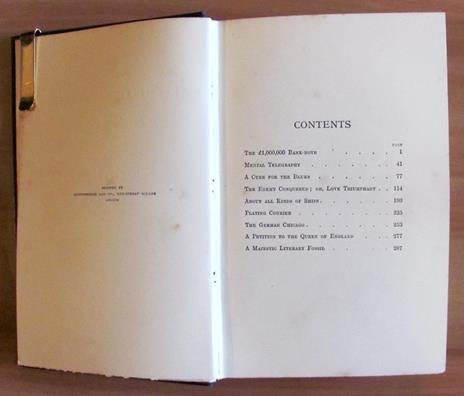 PRINTED BY
SPOTTISWOODE AND CO., NEW-STREET SQUARE
LONDON
CONTENTS
PAGE
THE £1,000,000 BANK-NOTE . . . . . . 1
MENTAL TELEGRAPHY . . . . . . . 41
A CURE FOR THE BLUES . . . . . . 77
THE ENEMY CONQUERED; OR, LOVE TRIUMPHANT . . 114
ABOUT ALL KINDS OF SHIPS . . . . . . 193
PLAYING COURIER . . . . . . . 235
THE GERMAN CHICAGO . . . . . . 253
A PETITION TO THE QUEEN OF ENGLAND . . . 277
A MAJESTIC LITERARY FOSSIL . . . . . 287